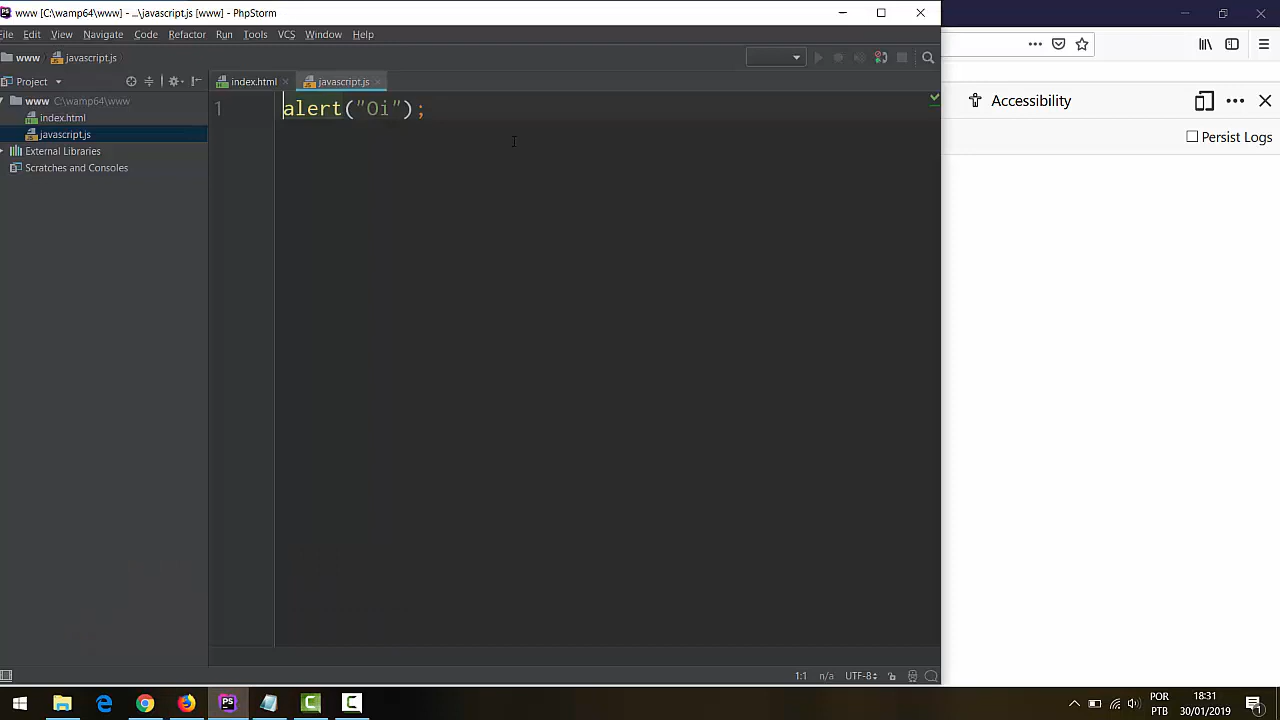 www [C:\wamp64\www] - ...\javascript.js [www] - PhpStorm
File Edit View Navigate Code Refactor Run Tools VCS Window Help
www javascript.js
Project
index.html javascript.js
www C:\wamp64\www
index.html
javascript.js
External Libraries
Scratches and Consoles
1 alert("Oi");
Accessibility
Persist Logs
1:1 n/a UTF-8
POR
PTB
18:31
30/01/2019